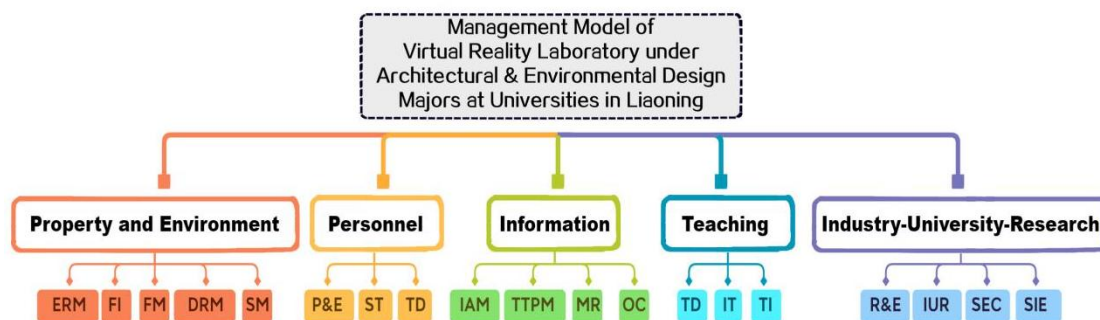 Management Model of
Virtual Reality Laboratory under
Architectural & Environmental Design
Majors at Universities in Liaoning
Property and Environment
Personnel
Information
Teaching
Industry-University-Research
ERM FI FM DRM SM
P&E ST TD
IAM TTPM MR OC
TD IT TI
R&E IUR SEC SIE